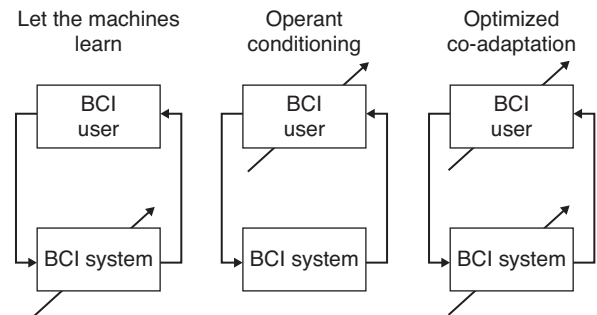 Let the machines
learn
Operant
conditioning
Optimized
co-adaptation
BCI
user
BCI
user
BCI
user
BCI system
BCI system
BCI system